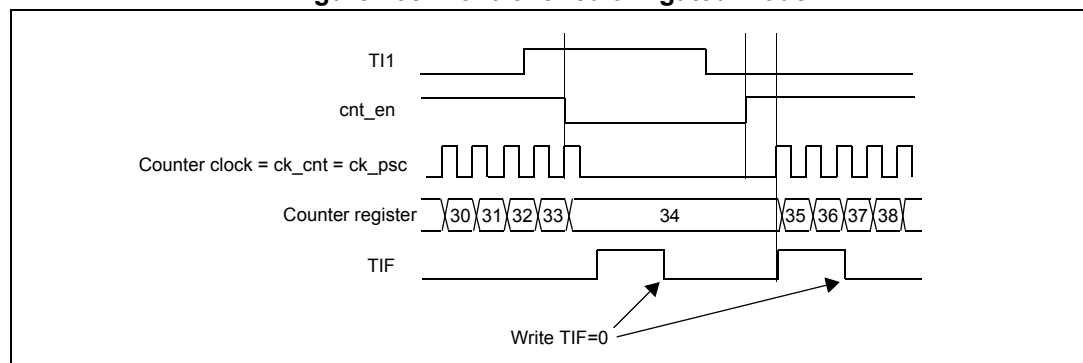 TI1
cnt_en
Counter clock = ck_cnt = ck_psc
Counter register 30 31 32 33 34 35 36 37 38
TIF
Write TIF=0